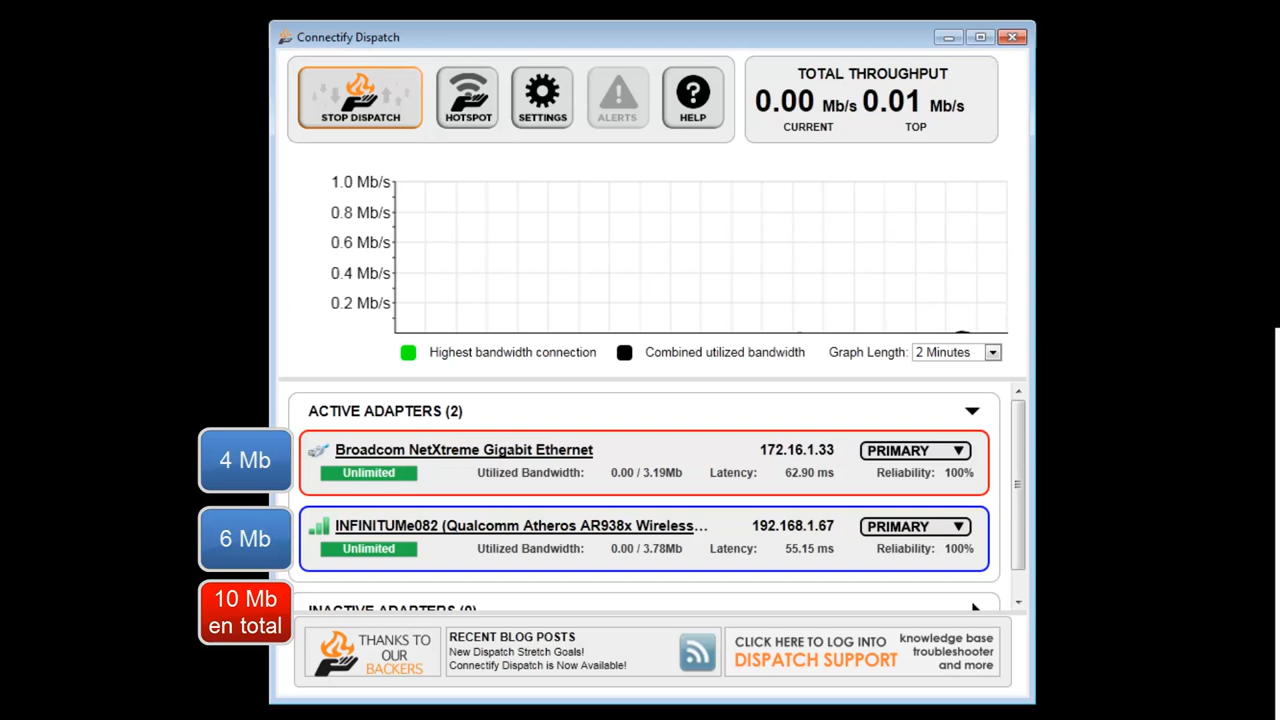 Connectify Dispatch
STOP DISPATCH
HOTSPOT
SETTINGS
ALERTS
HELP
TOTAL THROUGHPUT
0.00 Mb/s 0.01 Mb/s
CURRENT TOP
1.0 Mb/s
0.8 Mb/s
0.6 Mb/s
0.4 Mb/s
0.2 Mb/s
Highest bandwidth connection Combined utilized bandwidth Graph Length: 2 Minutes
ACTIVE ADAPTERS (2)
4 Mb
Broadcom NetXtreme Gigabit Ethernet 172.16.1.33 PRIMARY
Unlimited Utilized Bandwidth: 0.00 / 3.19Mb Latency: 62.90 ms Reliability: 100%
6 Mb
INFINITUMe082 (Qualcomm Atheros AR938x Wireless... 192.168.1.67 PRIMARY
Unlimited Utilized Bandwidth: 0.00 / 3.78Mb Latency: 55.15 ms Reliability: 100%
10 Mb
en total
INACTIVE ADAPTERS (0)
THANKS TO
OUR
BACKERS
RECENT BLOG POSTS
New Dispatch Stretch Goals!
Connectify Dispatch is Now Available!
CLICK HERE TO LOG INTO
DISPATCH SUPPORT
knowledge base
troubleshooter
and more